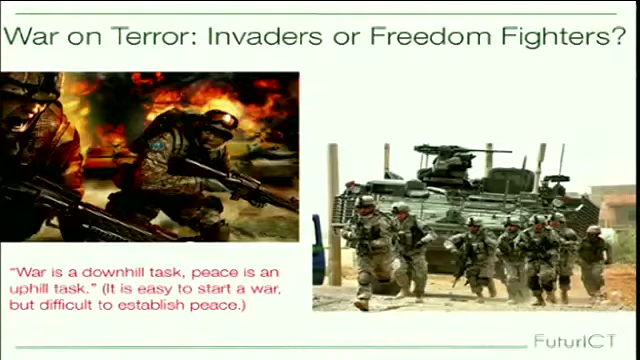 War on Terror: Invaders or Freedom Fighters?
"War is a downhill task, peace is an
uphill task." (It is easy to start a war,
but difficult to establish peace.)
FuturICT